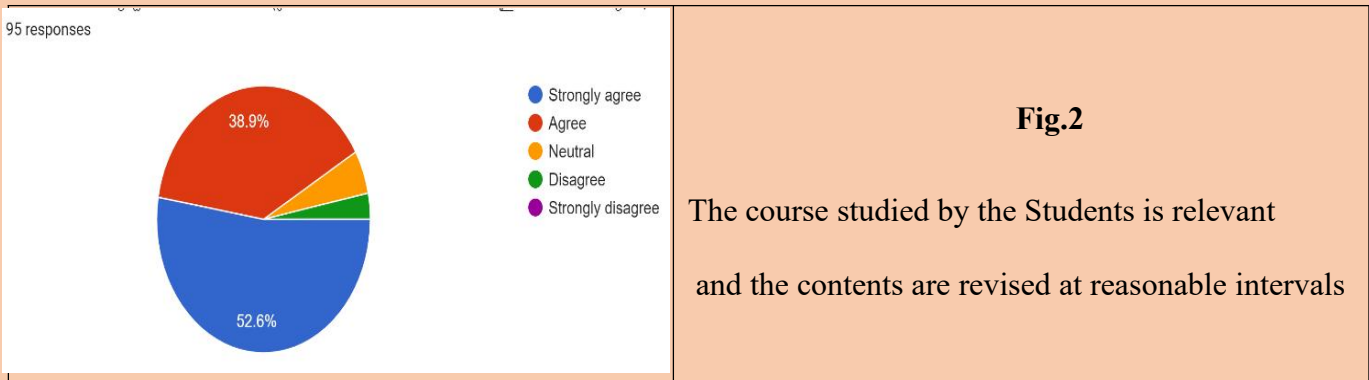 95 responses
38.9%
52.6%
Strongly agree
Agree
Neutral
Disagree
Strongly disagree
Fig.2
The course studied by the Students is relevant
and the contents are revised at reasonable intervals